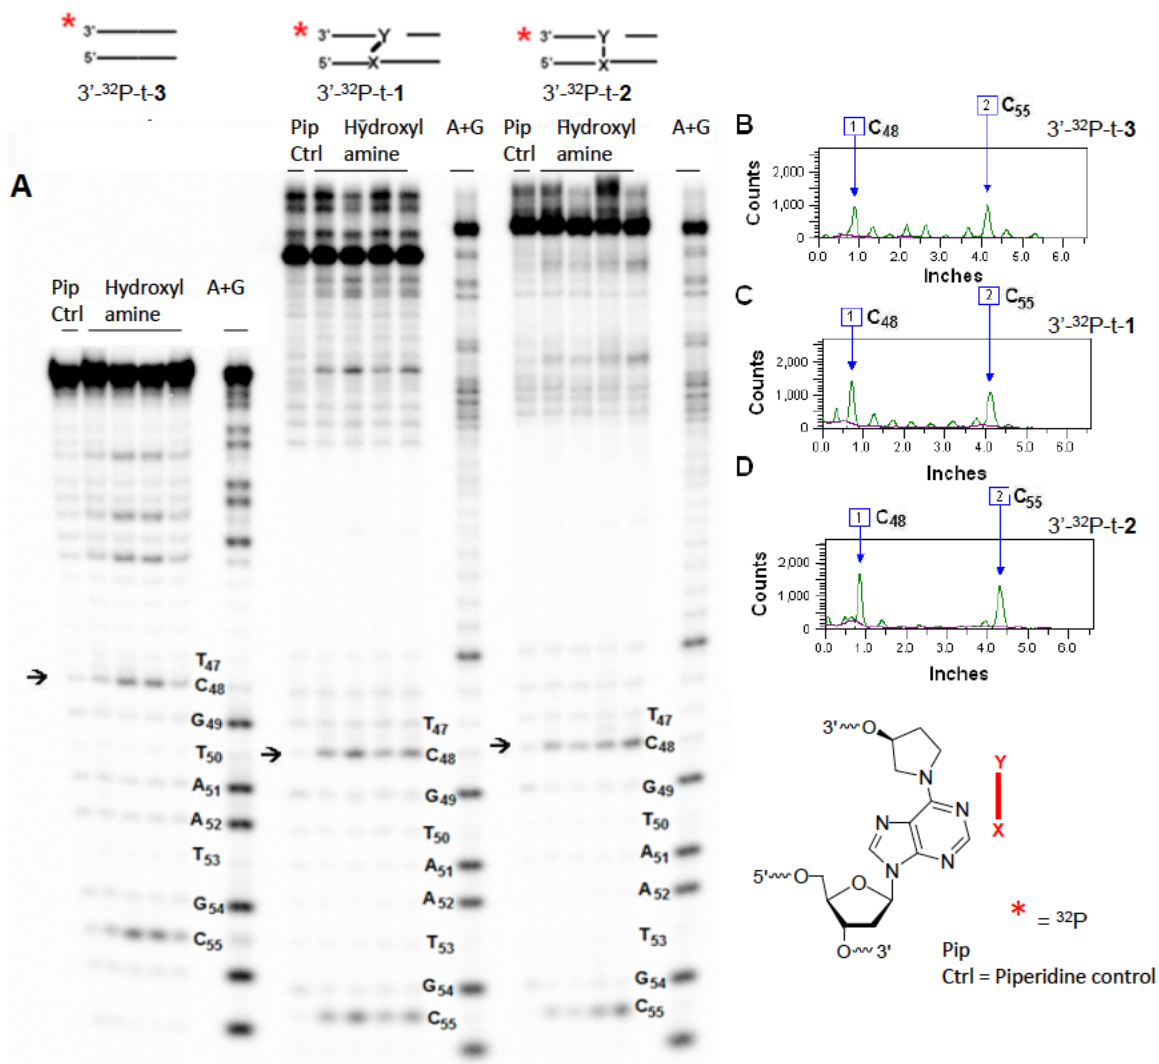 * 3'
5'
3'-³²P-t-3
* 3' Y
5' X
3'-³²P-t-1
* 3' Y
5' X
3'-³²P-t-2
A
Pip Ctrl
Hydroxyl amine
A+G
Pip Ctrl
Hydroxyl amine
A+G
Pip Ctrl
Hydroxyl amine
A+G
T47
C48
G49
T50
A51
A52
T53
G54
C55
T47
C48
G49
T50
A51
A52
T53
G54
C55
T47
C48
G49
T50
A51
A52
T53
G54
C55
B
1 C48
2 C55
3'-³²P-t-3
Counts
2,000
1,000
0
0.0 1.0 2.0 3.0 4.0 5.0 6.0
Inches
C
1 C48
2 C55
3'-³²P-t-1
Counts
2,000
1,000
0
0.0 1.0 2.0 3.0 4.0 5.0 6.0
Inches
D
1 C48
2 C55
3'-³²P-t-2
Counts
2,000
1,000
0
0.0 1.0 2.0 3.0 4.0 5.0 6.0
Inches
3' O
N
N N
N N
5' O
O
O 3'
Y
X
* = ³²P
Pip
Ctrl = Piperidine control